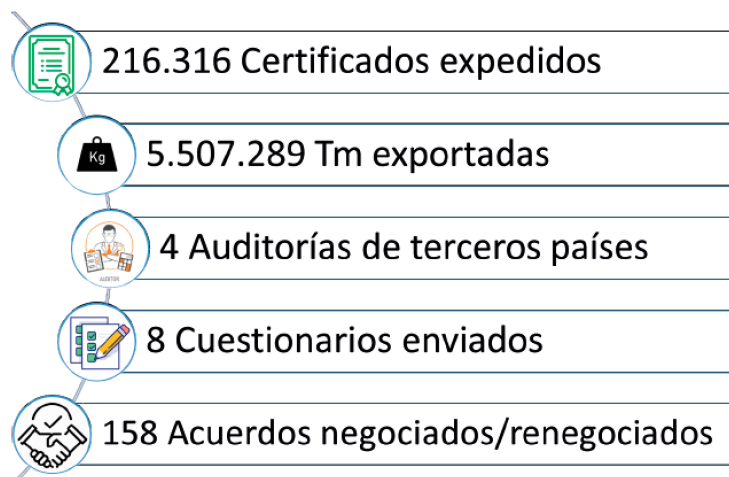 216.316 Certificados expedidos
Kg
5.507.289 Tm exportadas
AUDITOR
4 Auditorías de terceros países
8 Cuestionarios enviados
158 Acuerdos negociados/renegociados